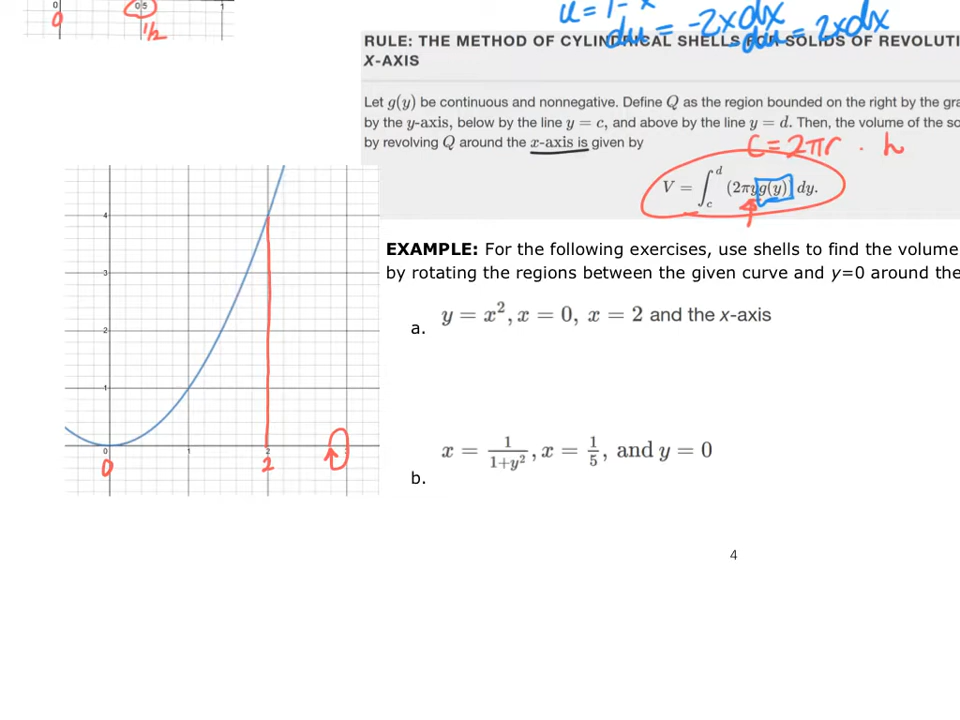 0
0.5
1
0
1/2
u = 1 -
du = -2xdx
du = 2xdx
RULE: THE METHOD OF CYLINDRICAL SHELLS FOR SOLIDS OF REVOLUTI
X-AXIS
Let g(y) be continuous and nonnegative. Define Q as the region bounded on the right by the gra
by the y-axis, below by the line y = c, and above by the line y = d. Then, the volume of the so
by revolving Q around the x-axis is given by
C = 2πr · h
V = ∫_c^d (2πyg(y)) dy.
EXAMPLE: For the following exercises, use shells to find the volume
by rotating the regions between the given curve and y=0 around the
a. y = x², x = 0, x = 2 and the x-axis
b. x = 1/(1+y²), x = 1/5, and y = 0
4
3
2
1
0
1
2
0
2
4